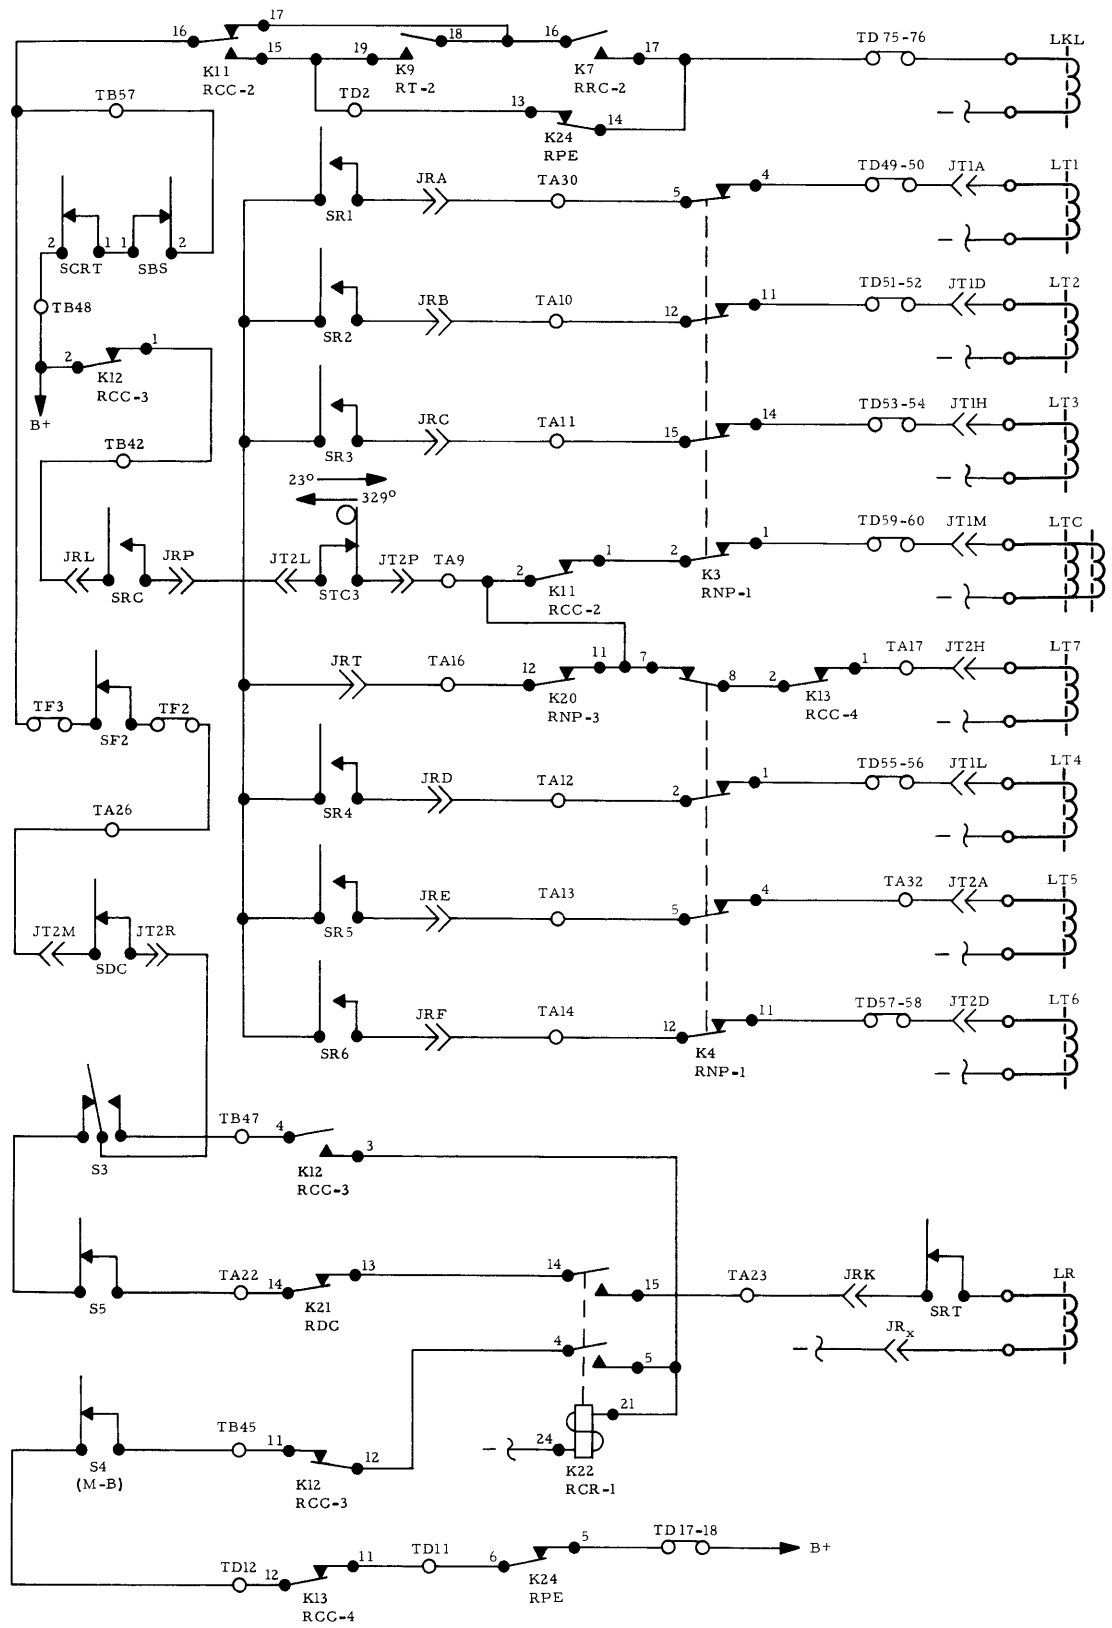 17
16
18
16
15
19
17
TD 75-76
LKL
K11
RCC-2
K9
RT-2
K7
RRC-2
TB57
TD2
13
14
K24
RPE
JRA
TA30
5
4
TD49-50
JT1A
LT1
SR1
2
1
1
2
SCRT
SBS
TB48
JRB
TA10
12
11
TD51-52
JT1D
LT2
SR2
2
1
K12
RCC-3
B+
JRC
TA11
15
14
TD53-54
JT1H
LT3
SR3
TB42
23°
329°
JRL
JRP
JT2L
JT2P
TA9
2
1
2
1
TD59-60
JT1M
LTC
SRC
STC3
K11
RCC-2
K3
RNP-1
JRT
TA16
12
11
7
8
2
1
TA17
JT2H
LT7
K20
RNP-3
K13
RCC-4
TF3
TF2
SF2
JRD
TA12
2
1
TD55-56
JT1L
LT4
SR4
TA26
JRE
TA13
5
4
TA32
JT2A
LT5
SR5
JT2M
JT2R
SDC
JRF
TA14
12
11
TD57-58
JT2D
LT6
SR6
K4
RNP-1
TB47
4
3
S3
K12
RCC-3
TA22
14
13
14
15
TA23
JRK
SRT
LR
S5
K21
RDC
JRx
4
5
TB45
11
12
24
21
S4
(M-B)
K12
RCC-3
K22
RCR-1
TD12
12
11
TD11
6
5
TD 17-18
B+
K13
RCC-4
K24
RPE